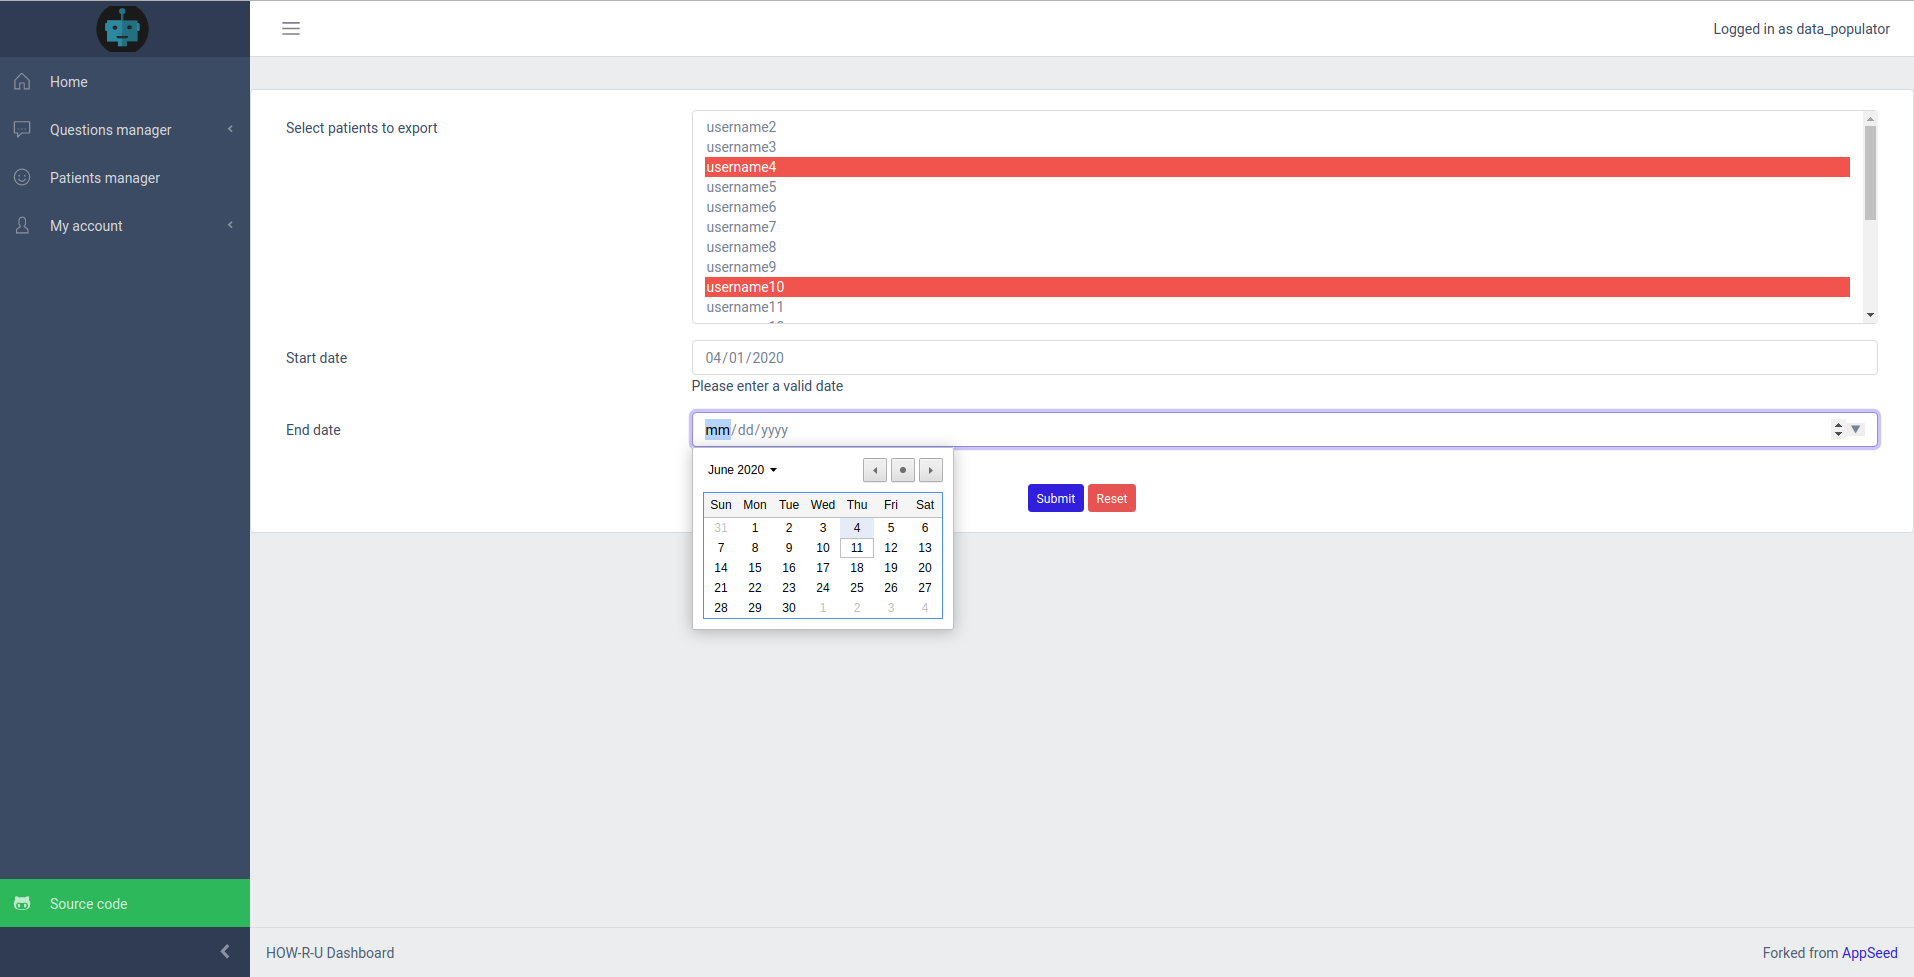 Logged in as data_populator
Home
Questions manager
Patients manager
My account
Select patients to export
username2
username3
username4
username5
username6
username7
username8
username9
username10
username11
Start date
04/01/2020
Please enter a valid date
End date
mm/dd/yyyy
June 2020
Sun Mon Tue Wed Thu Fri Sat
31 1 2 3 4 5 6
7 8 9 10 11 12 13
14 15 16 17 18 19 20
21 22 23 24 25 26 27
28 29 30 1 2 3 4
Submit Reset
Source code
HOW-R-U Dashboard
Forked from AppSeed